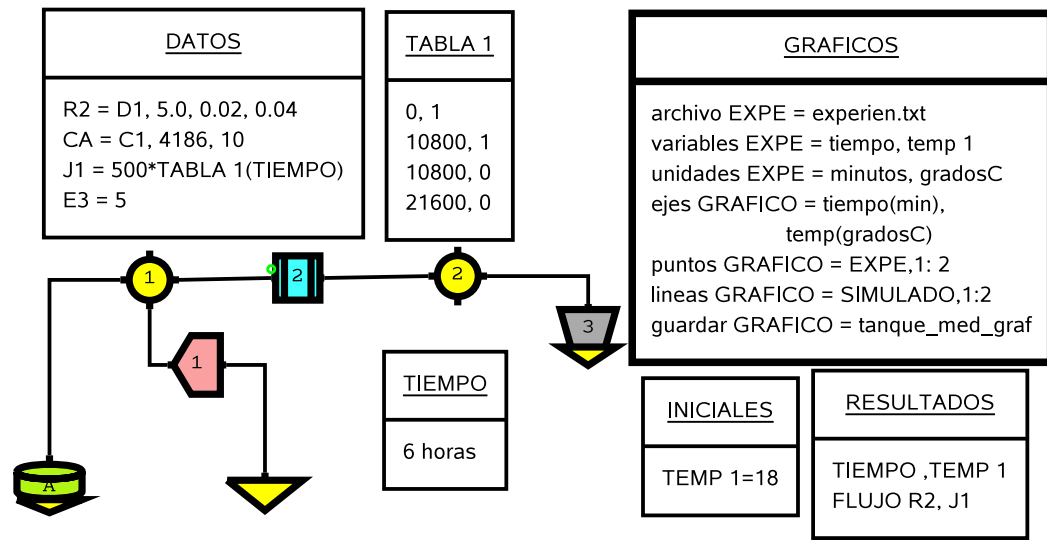 DATOS
R2 = D1, 5.0, 0.02, 0.04
CA = C1, 4186, 10
J1 = 500*TABLA 1(TIEMPO)
E3 = 5
TABLA 1
0, 1
10800, 1
10800, 0
21600, 0
GRAFICOS
archivo EXPE = experien.txt
variables EXPE = tiempo, temp 1
unidades EXPE = minutos, gradosC
ejes GRAFICO = tiempo(min),
temp(gradosC)
puntos GRAFICO = EXPE,1: 2
lineas GRAFICO = SIMULADO,1:2
guardar GRAFICO = tanque_med_graf
1
2
2
3
1
A
TIEMPO
6 horas
INICIALES
TEMP 1=18
RESULTADOS
TIEMPO ,TEMP 1
FLUJO R2, J1